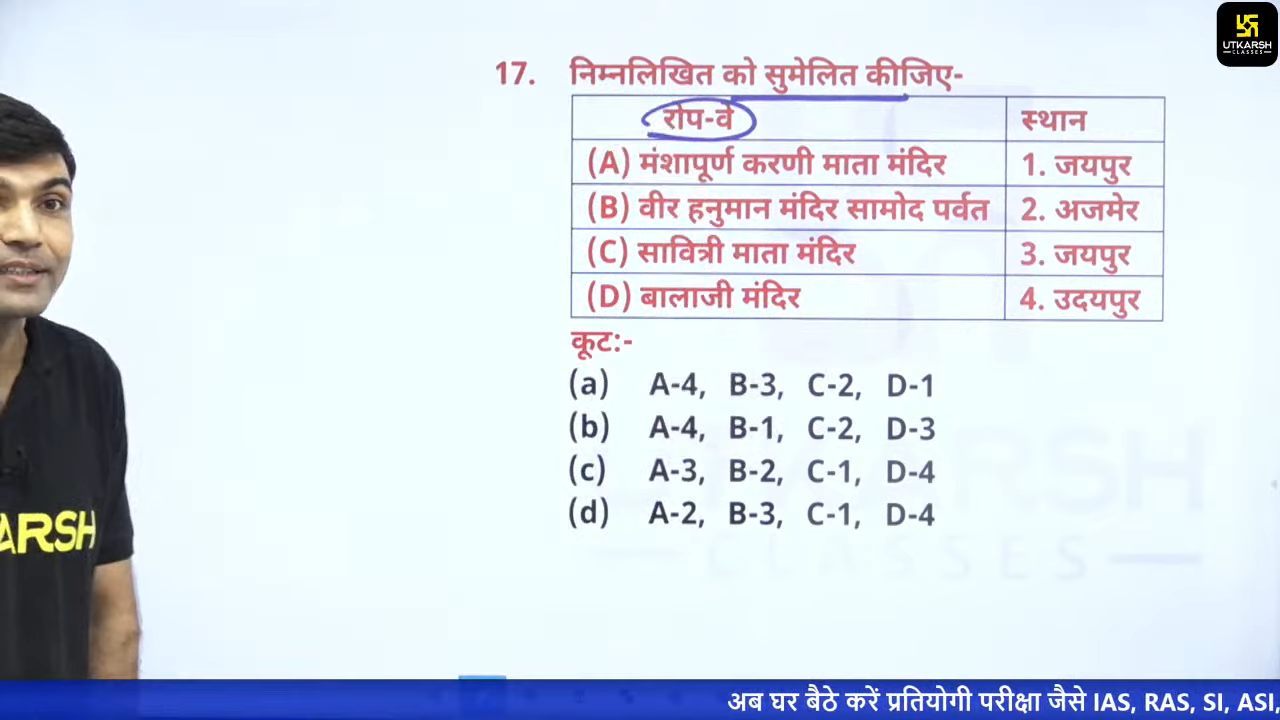 UTKARSH
CLASSES
17. निम्नलिखित को सुमेलित कीजिए-
रोप-वे स्थान
(A) मंशापूर्ण करणी माता मंदिर 1. जयपुर
(B) वीर हनुमान मंदिर सामोद पर्वत 2. अजमेर
(C) सावित्री माता मंदिर 3. जयपुर
(D) बालाजी मंदिर 4. उदयपुर
कूट:-
(a) A-4, B-3, C-2, D-1
(b) A-4, B-1, C-2, D-3
(c) A-3, B-2, C-1, D-4
(d) A-2, B-3, C-1, D-4
ARSH
ARSH
CLASSES
अब घर बैठे करें प्रतियोगी परीक्षा जैसे IAS, RAS, SI, ASI,